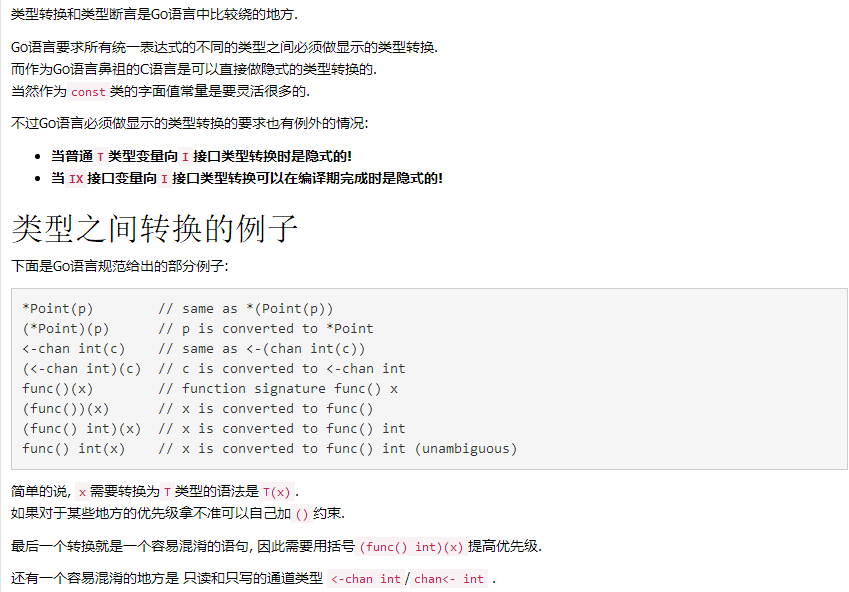 类型转换和类型断言是Go语言中比较绕的地方.
Go语言要求所有统一表达式的不同的类型之间必须做显示的类型转换.
而作为Go语言鼻祖的C语言是可以直接做隐式的类型转换的.
当然作为 const 类的字面值常量是要灵活很多的.
不过Go语言必须做显示的类型转换的要求也有例外的情况:
• 当普通 T 类型变量向 I 接口类型转换时是隐式的!
• 当 IX 接口变量向 I 接口类型转换可以在编译期完成时是隐式的!
类型之间转换的例子
下面是Go语言规范给出的部分例子:
*Point(p)        // same as *(Point(p))
(*Point)(p)      // p is converted to *Point
<-chan int(c)    // same as <-(chan int(c))
(<-chan int)(c)  // c is converted to <-chan int
func()(x)        // function signature func() x
(func())(x)      // x is converted to func()
(func() int)(x)  // x is converted to func() int
func() int(x)    // x is converted to func() int (unambiguous)
简单的说, x 需要转换为 T 类型的语法是 T(x) .
如果对于某些地方的优先级拿不准可以自己加 () 约束.
最后一个转换就是一个容易混淆的语句, 因此需要用括号 (func() int)(x) 提高优先级.
还有一个容易混淆的地方是 只读和只写的通道类型 <-chan int / chan<- int .